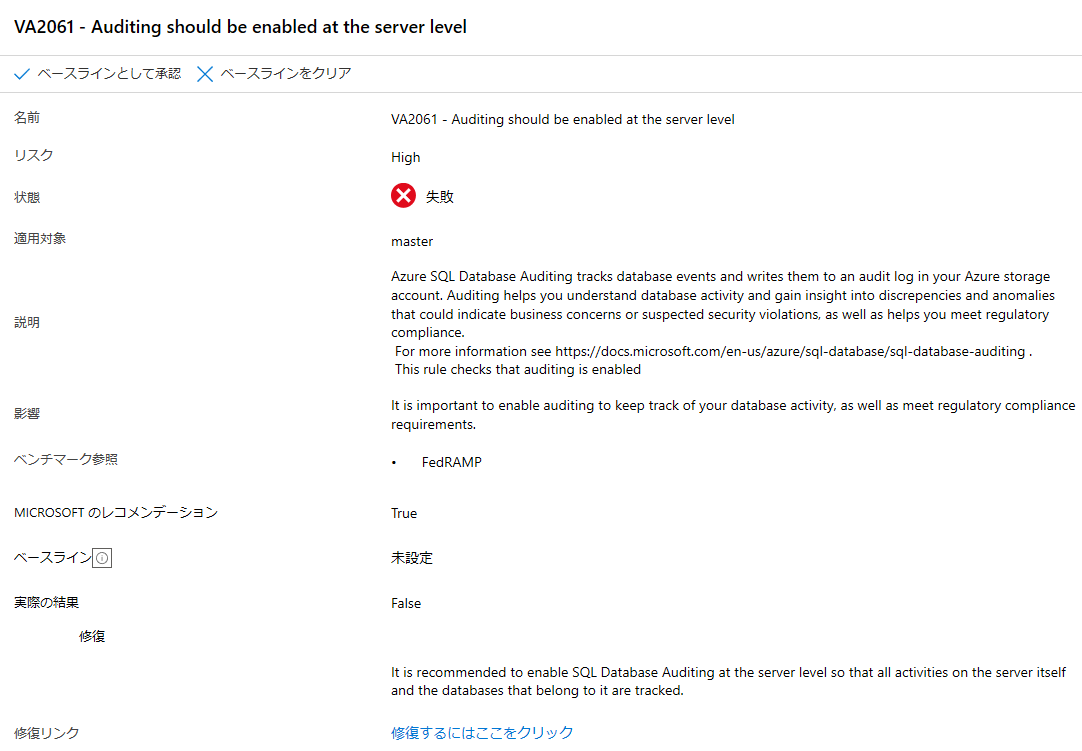 VA2061 - Auditing should be enabled at the server level
ベースラインとして承認 ベースラインをクリア
名前 VA2061 - Auditing should be enabled at the server level
リスク High
状態 失敗
適用対象 master
説明 Azure SQL Database Auditing tracks database events and writes them to an audit log in your Azure storage
account. Auditing helps you understand database activity and gain insight into discrepencies and anomalies
that could indicate business concerns or suspected security violations, as well as helps you meet regulatory
compliance.
For more information see https://docs.microsoft.com/en-us/azure/sql-database/sql-database-auditing .
This rule checks that auditing is enabled
影響 It is important to enable auditing to keep track of your database activity, as well as meet regulatory compliance
requirements.
ベンチマーク参照 • FedRAMP
MICROSOFT のレコメンデーション True
ベースライン 未設定
実際の結果 False
修復
It is recommended to enable SQL Database Auditing at the server level so that all activities on the server itself
and the databases that belong to it are tracked.
修復リンク 修復するにはここをクリック